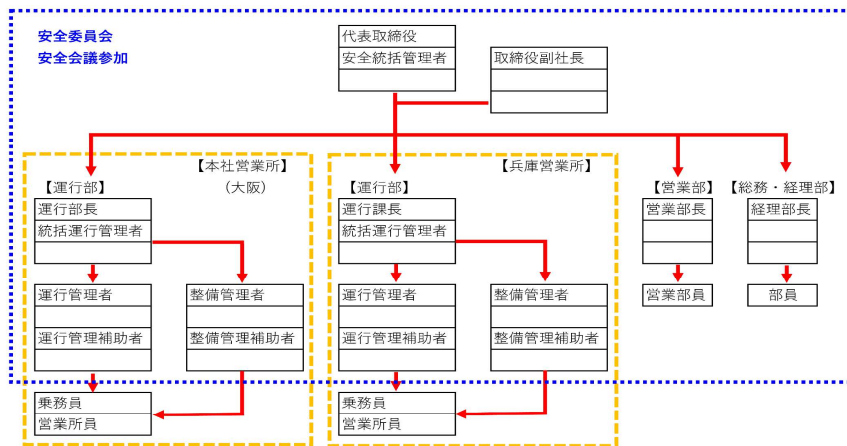 安全委員会
安全会議参加
代表取締役
安全統括管理者
取締役副社長
【本社営業所】
（大阪）
【兵庫営業所】
【運行部】
【運行部】
【営業部】
【総務・経理部】
運行部長
統括運行管理者
運行課長
統括運行管理者
営業部長
経理部長
運行管理者
運行管理補助者
整備管理者
整備管理補助者
運行管理者
運行管理補助者
整備管理者
整備管理補助者
営業部員
部員
乗務員
営業所員
乗務員
営業所員